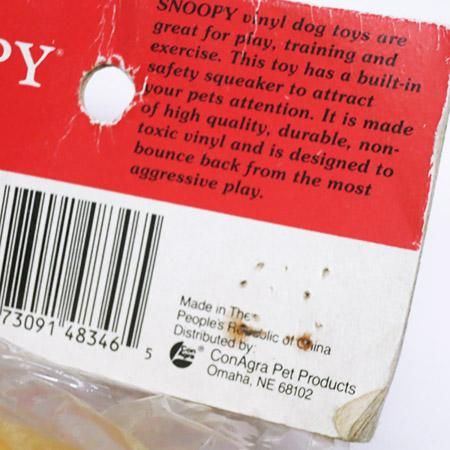 SNOOPY vinyl dog toys are
great for play, training and
exercise. This toy has a built-in
safety squeaker to attract
your pets attention. It is made
of high quality, durable, non-
toxic vinyl and is designed to
bounce back from the most
aggressive play.
PY®
73091 48346 5
Made in The
People's Republic of China
Distributed by:
ConAgra Pet Products
Omaha, NE 68102